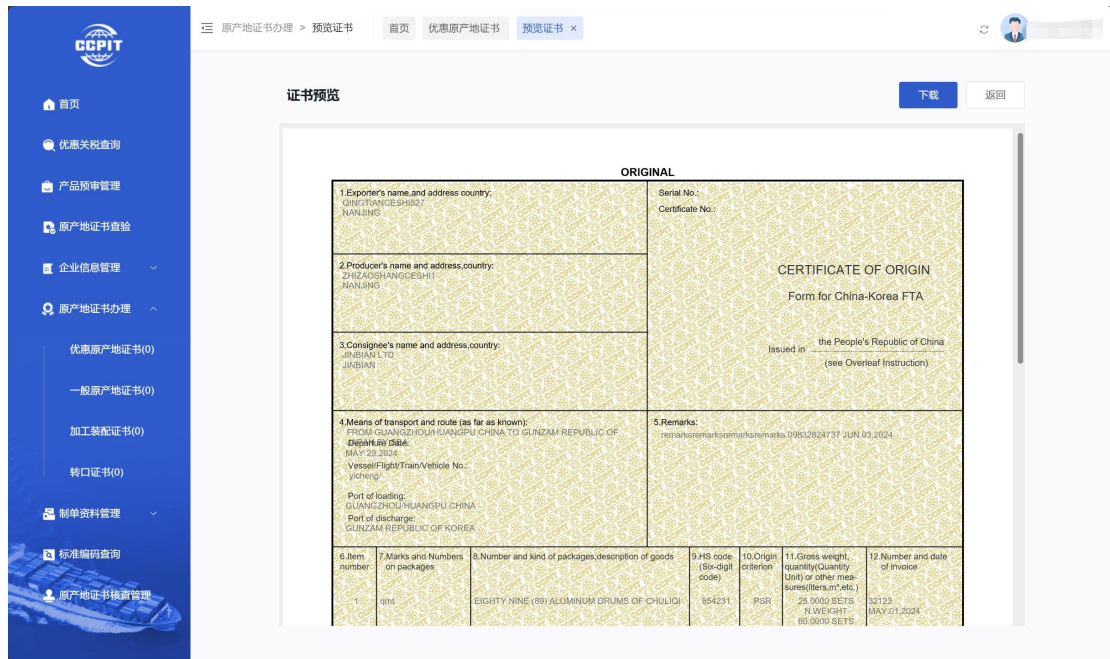 CCPIT
原产地证书办理 > 预览证书
首页 优惠原产地证书 预览证书 ×
首页
优惠关税查询
产品预审管理
原产地证书查验
企业信息管理
原产地证书办理
优惠原产地证书(0)
一般原产地证书(0)
加工装配证书(0)
转口证书(0)
制单资料管理
标准编码查询
原产地证书核查管理
证书预览
下载
返回
ORIGINAL
1.Exporter's name,and address country:
QINGTIANCESHI527
NANJING
Serial No.:
Certificate No.:
2.Producer's name and address,country:
ZHIZAOSHANGCESHI1
NANJING
CERTIFICATE OF ORIGIN
Form for China-Korea FTA
3.Consignee's name and address,country:
JINBIAN LTD
JINBIAN
Issued in the People's Republic of China
(see Overleaf Instruction)
4.Means of transport and route (as far as known):
FROM GUANGZHOU/HUANGPU CHINA TO GUNZAM REPUBLIC OF
Departure Date:
MAY 29,2024
Vessel/Flight/Train/Vehicle No.:
yicheng/
Port of loading:
GUANGZHOU/HUANGPU CHINA
Port of discharge:
GUNZAM REPUBLIC OF KOREA
5.Remarks:
remarksremarksremarksremarks 09832824737 JUN.03,2024
6.Item number
7.Marks and Numbers on packages
8.Number and kind of packages;description of goods
9.HS code (Six-digit code)
10.Origin criterion
11.Gross weight, quantity(Quantity Unit) or other mea-sures(liters,m³,etc.)
12.Number and date of invoice
1
qmt
EIGHTY NINE (89) ALUMINUM DRUMS OF CHULIQI
854231
PSR
25.0000 SETS
N.WEIGHT
60.0000 SETS
32123
MAY.01,2024